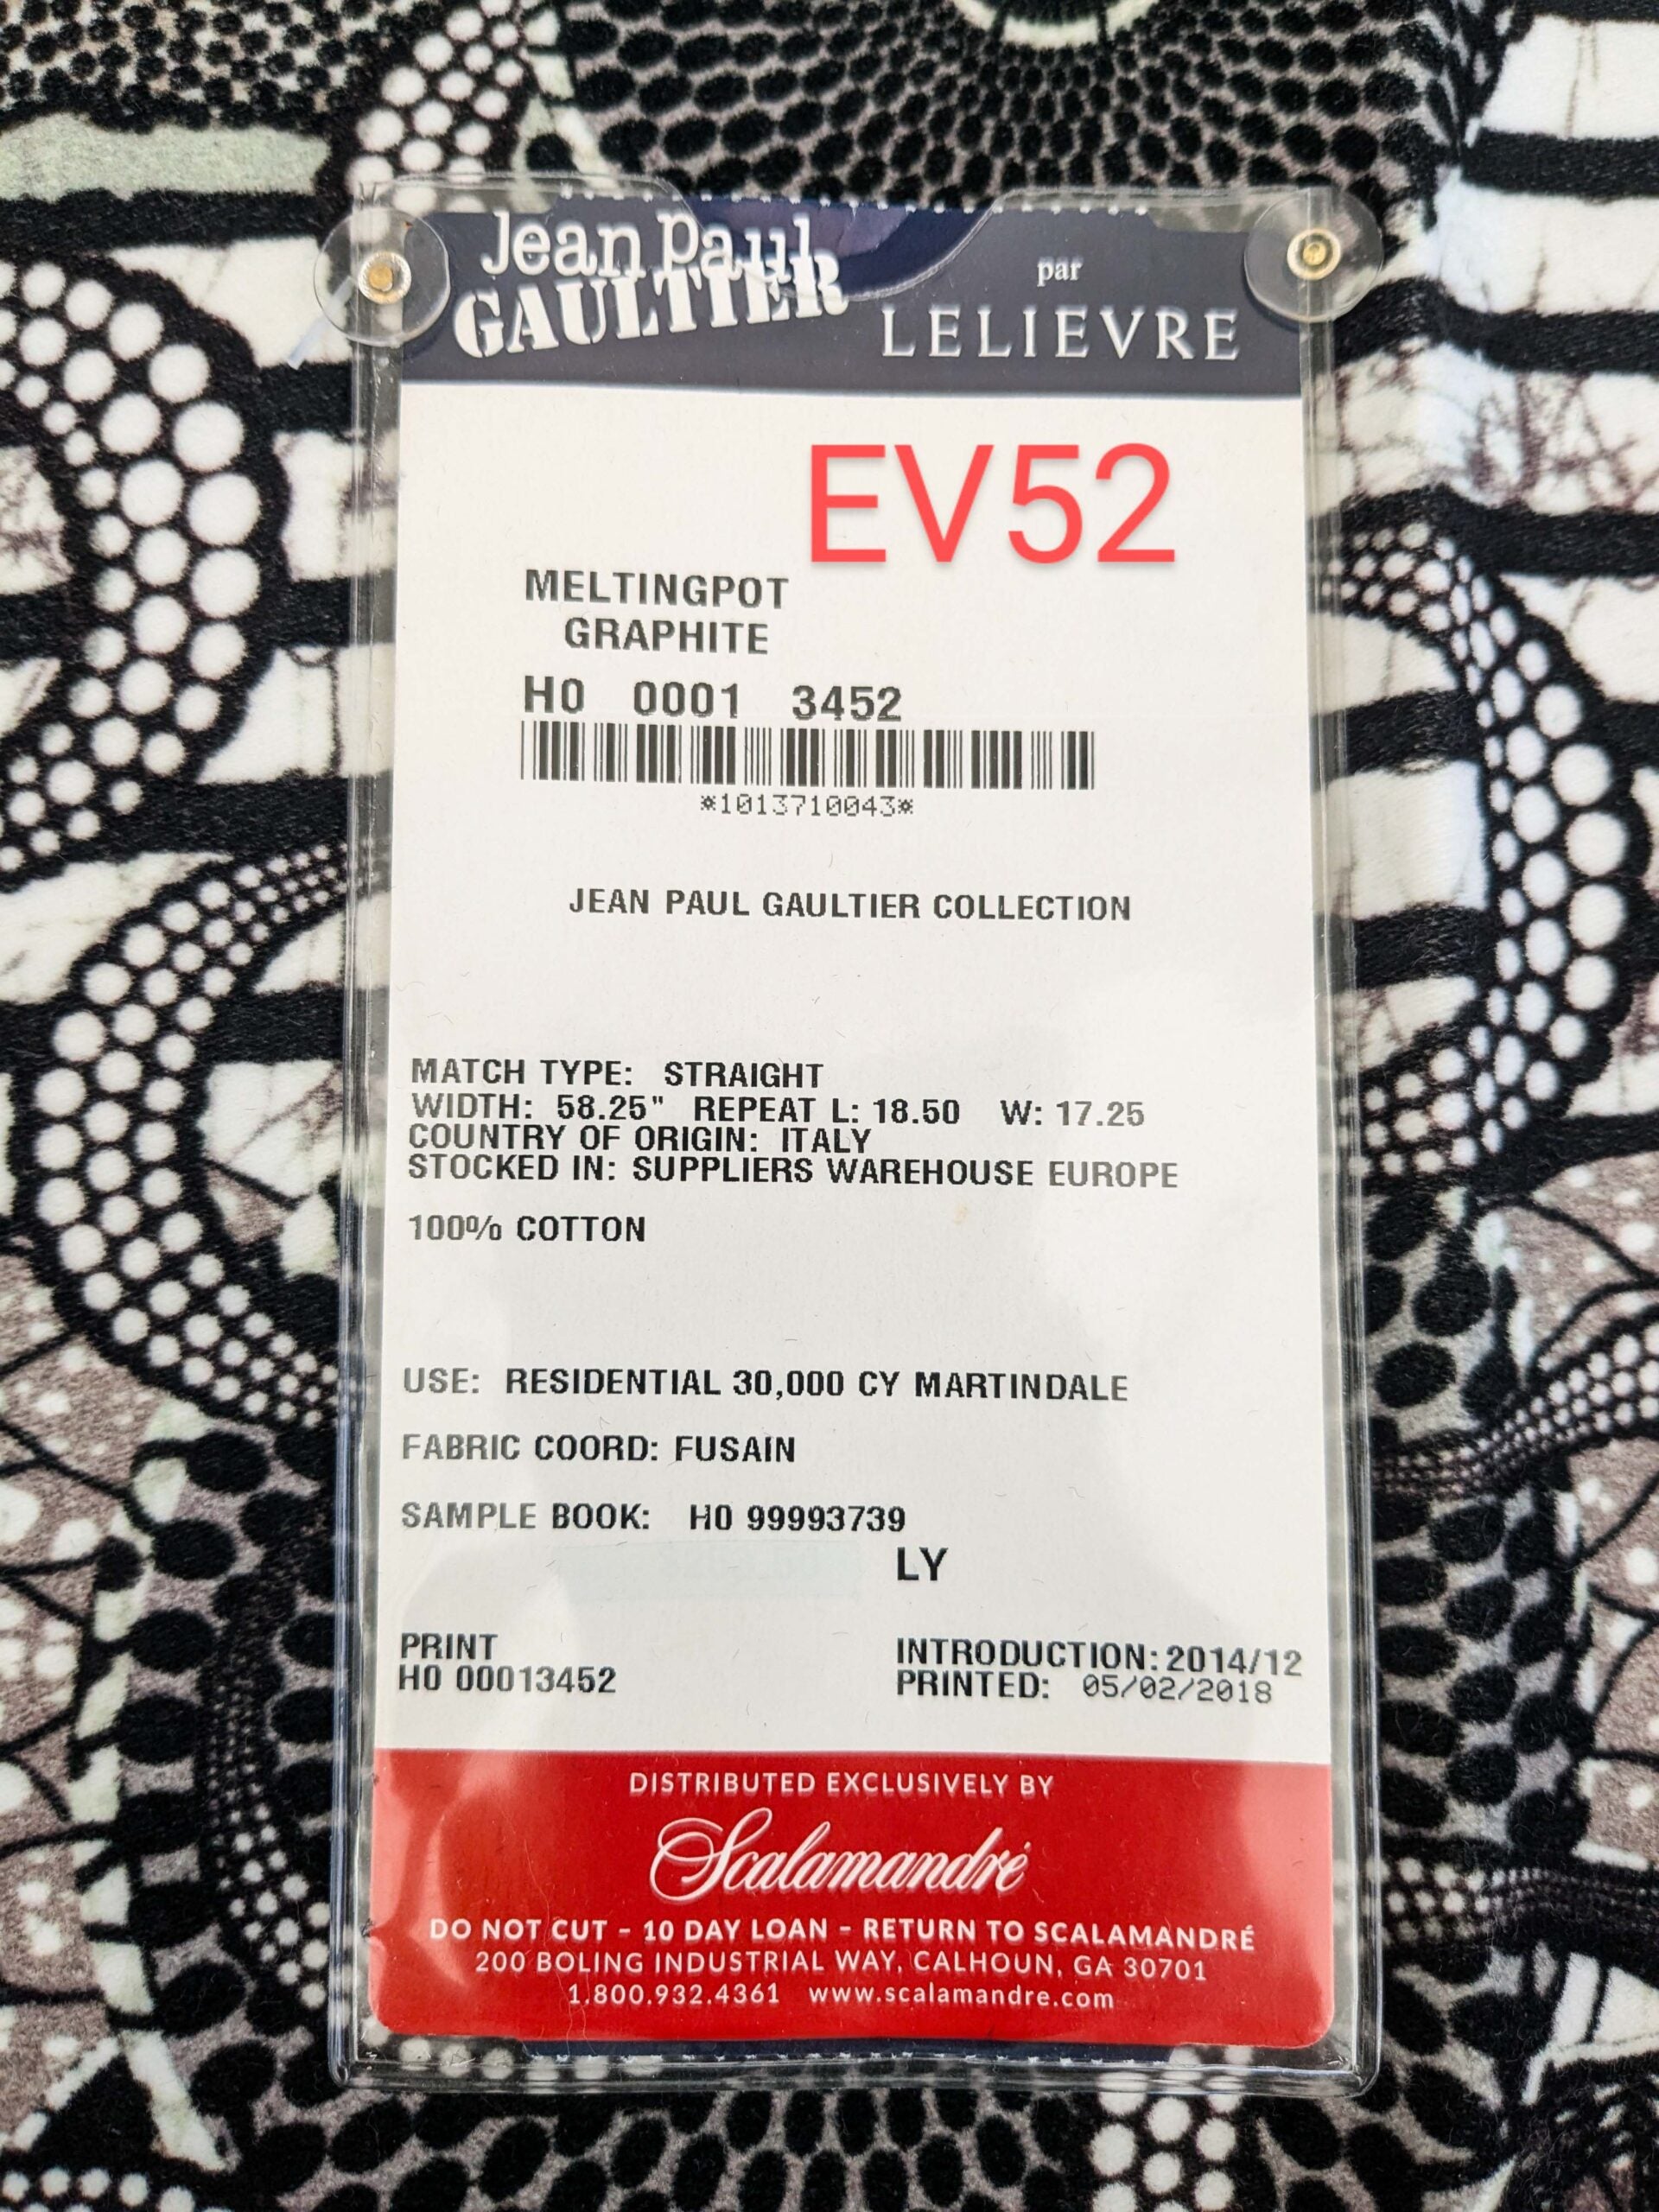 Jean Paul
GAULTIER
par
LELIEVRE
EV52
MELTINGPOT
GRAPHITE
H0 0001 3452
*1013710043*
JEAN PAUL GAULTIER COLLECTION
MATCH TYPE: STRAIGHT
WIDTH: 58.25" REPEAT L: 18.50 W: 17.25
COUNTRY OF ORIGIN: ITALY
STOCKED IN: SUPPLIERS WAREHOUSE EUROPE
100% COTTON
USE: RESIDENTIAL 30,000 CY MARTINDALE
FABRIC COORD: FUSAIN
SAMPLE BOOK: H0 99993739
LY
PRINT
H0 00013452
INTRODUCTION: 2014/12
PRINTED: 05/02/2018
DISTRIBUTED EXCLUSIVELY BY
Scalamandré
DO NOT CUT – 10 DAY LOAN – RETURN TO SCALAMANDRÉ
200 BOLING INDUSTRIAL WAY, CALHOUN, GA 30701
1.800.932.4361 www.scalamandre.com